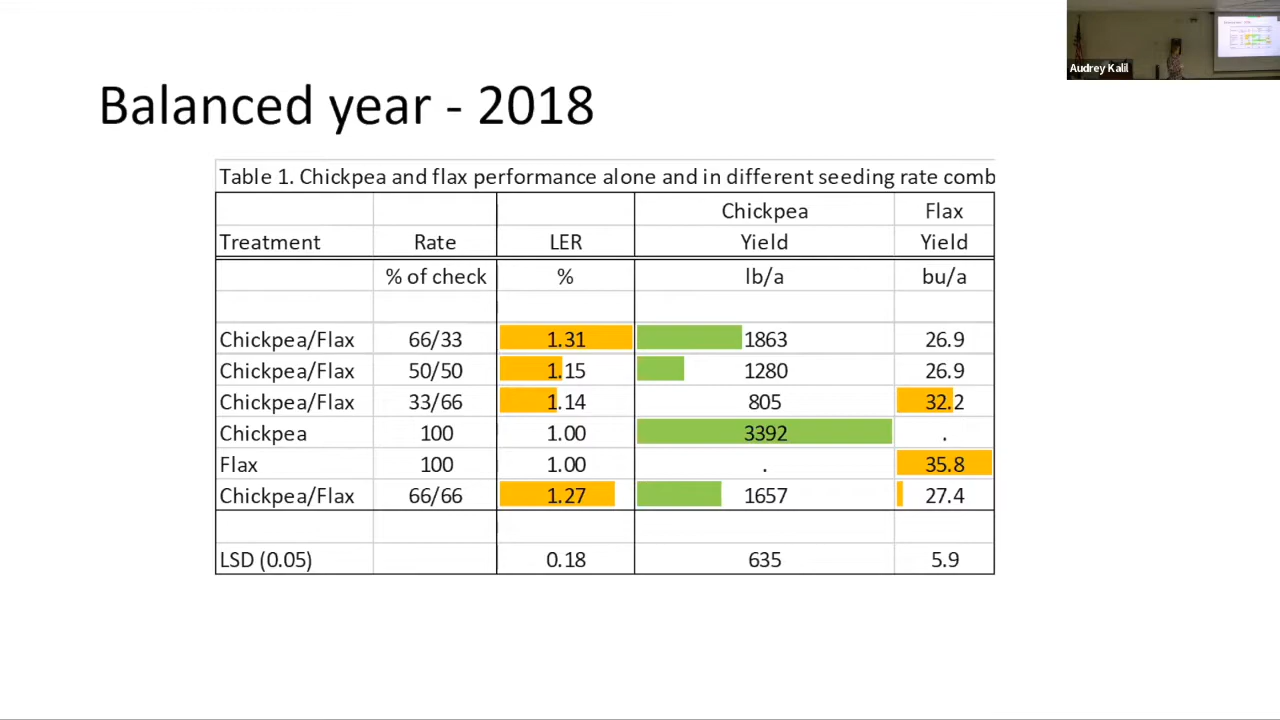 Audrey Kalil
Balanced year - 2018
Table 1. Chickpea and flax performance alone and in different seeding rate comb
Chickpea Flax
Treatment Rate LER Yield Yield
% of check % lb/a bu/a
Chickpea/Flax 66/33 1.31 1863 26.9
Chickpea/Flax 50/50 1.15 1280 26.9
Chickpea/Flax 33/66 1.14 805 32.2
Chickpea 100 1.00 3392 .
Flax 100 1.00 . 35.8
Chickpea/Flax 66/66 1.27 1657 27.4
LSD (0.05) 0.18 635 5.9